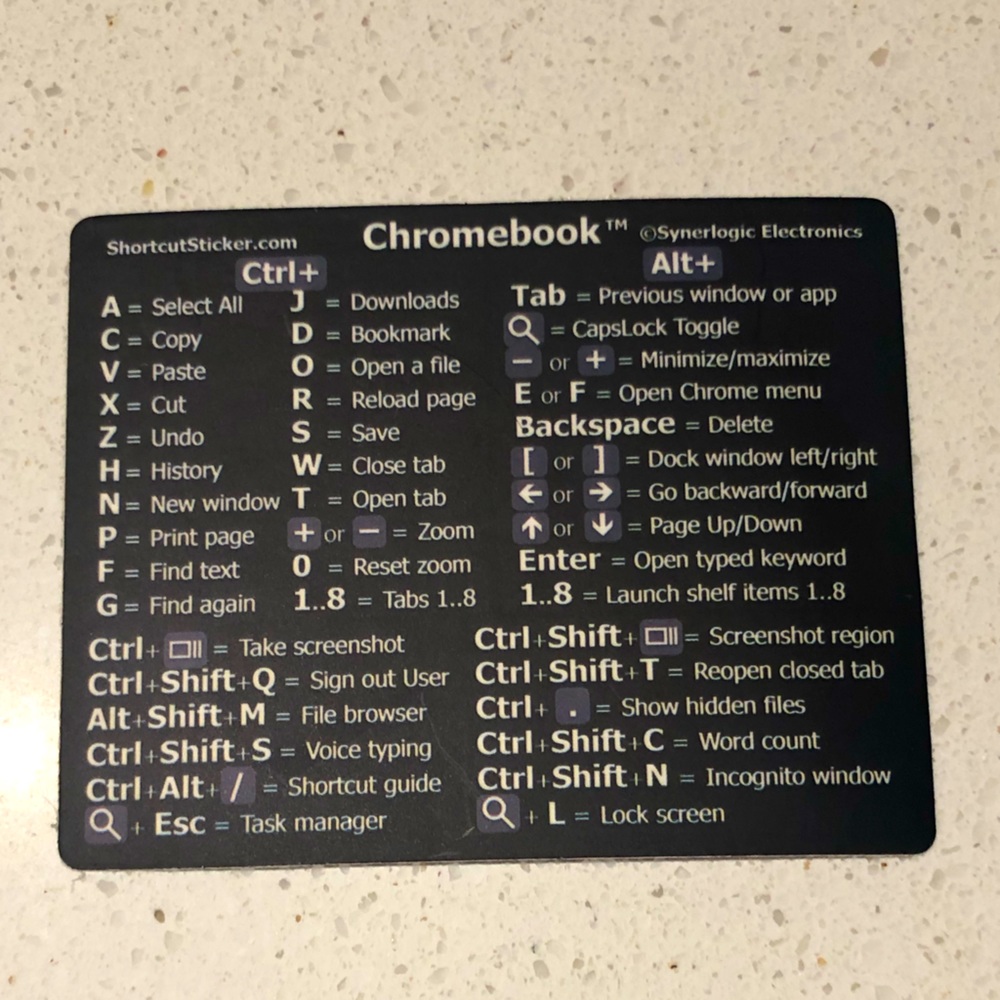 ShortcutSticker.com Chromebook™ ©Synerlogic Electronics
Ctrl+
A = Select All
C = Copy
V = Paste
X = Cut
Z = Undo
H = History
N = New window
P = Print page
F = Find text
G = Find again
J = Downloads
D = Bookmark
O = Open a file
R = Reload page
S = Save
W = Close tab
T = Open tab
+ or − = Zoom
0 = Reset zoom
1..8 = Tabs 1..8
Alt+
Tab = Previous window or app
= CapsLock Toggle
− or + = Minimize/maximize
E or F = Open Chrome menu
Backspace = Delete
[ or ] = Dock window left/right
← or → = Go backward/forward
↑ or ↓ = Page Up/Down
Enter = Open typed keyword
1..8 = Launch shelf items 1..8
Ctrl+ = Take screenshot
Ctrl+Shift+Q = Sign out User
Alt+Shift+M = File browser
Ctrl+Shift+S = Voice typing
Ctrl+Alt+ / = Shortcut guide
+ Esc = Task manager
Ctrl+Shift+ = Screenshot region
Ctrl+Shift+T = Reopen closed tab
Ctrl+ . = Show hidden files
Ctrl+Shift+C = Word count
Ctrl+Shift+N = Incognito window
+ L = Lock screen